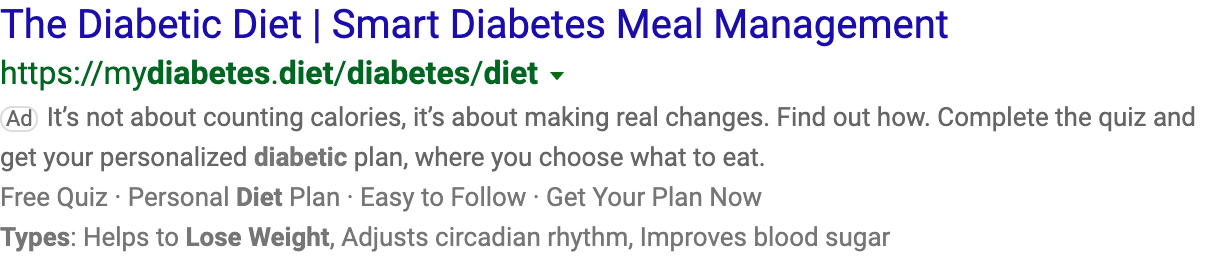 The Diabetic Diet | Smart Diabetes Meal Management
https://mydiabetes.diet/diabetes/diet
Ad It’s not about counting calories, it’s about making real changes. Find out how. Complete the quiz and
get your personalized diabetic plan, where you choose what to eat.
Free Quiz · Personal Diet Plan · Easy to Follow · Get Your Plan Now
Types: Helps to Lose Weight, Adjusts circadian rhythm, Improves blood sugar